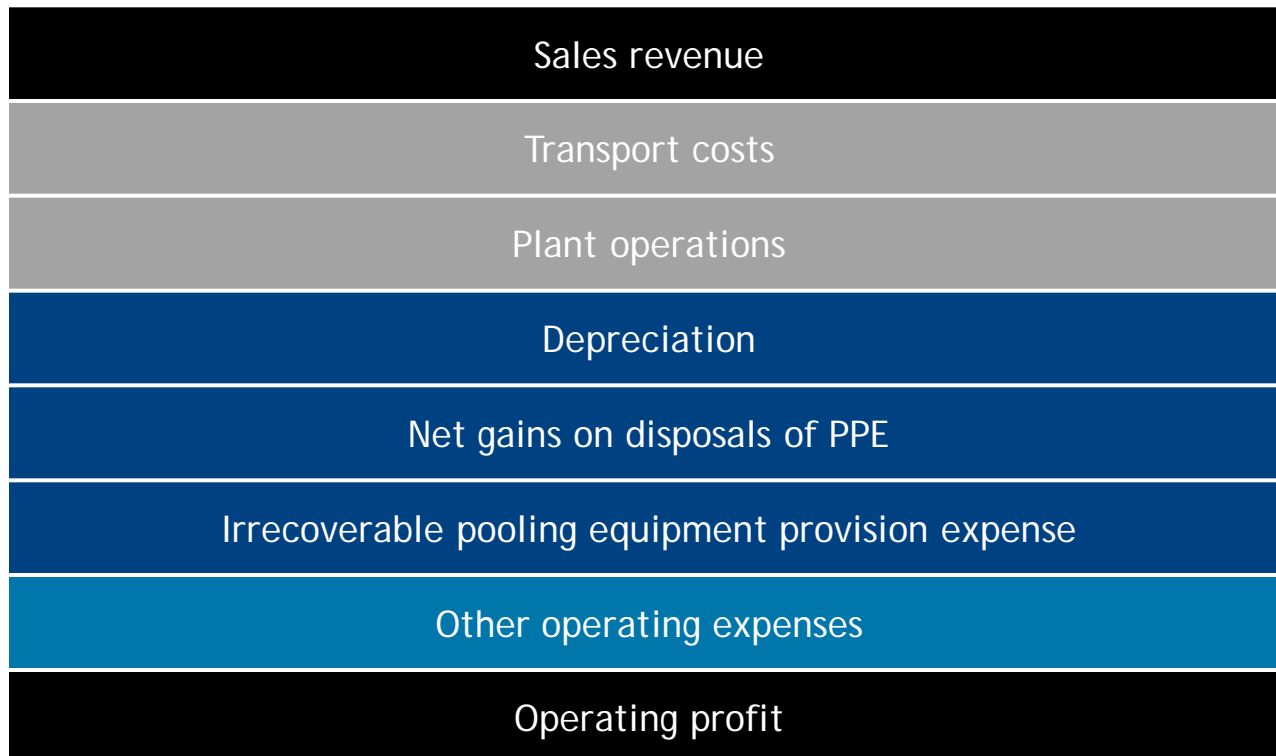 Sales revenue
Transport costs
Plant operations
Depreciation
Net gains on disposals of PPE
Irrecoverable pooling equipment provision expense
Other operating expenses
Operating profit